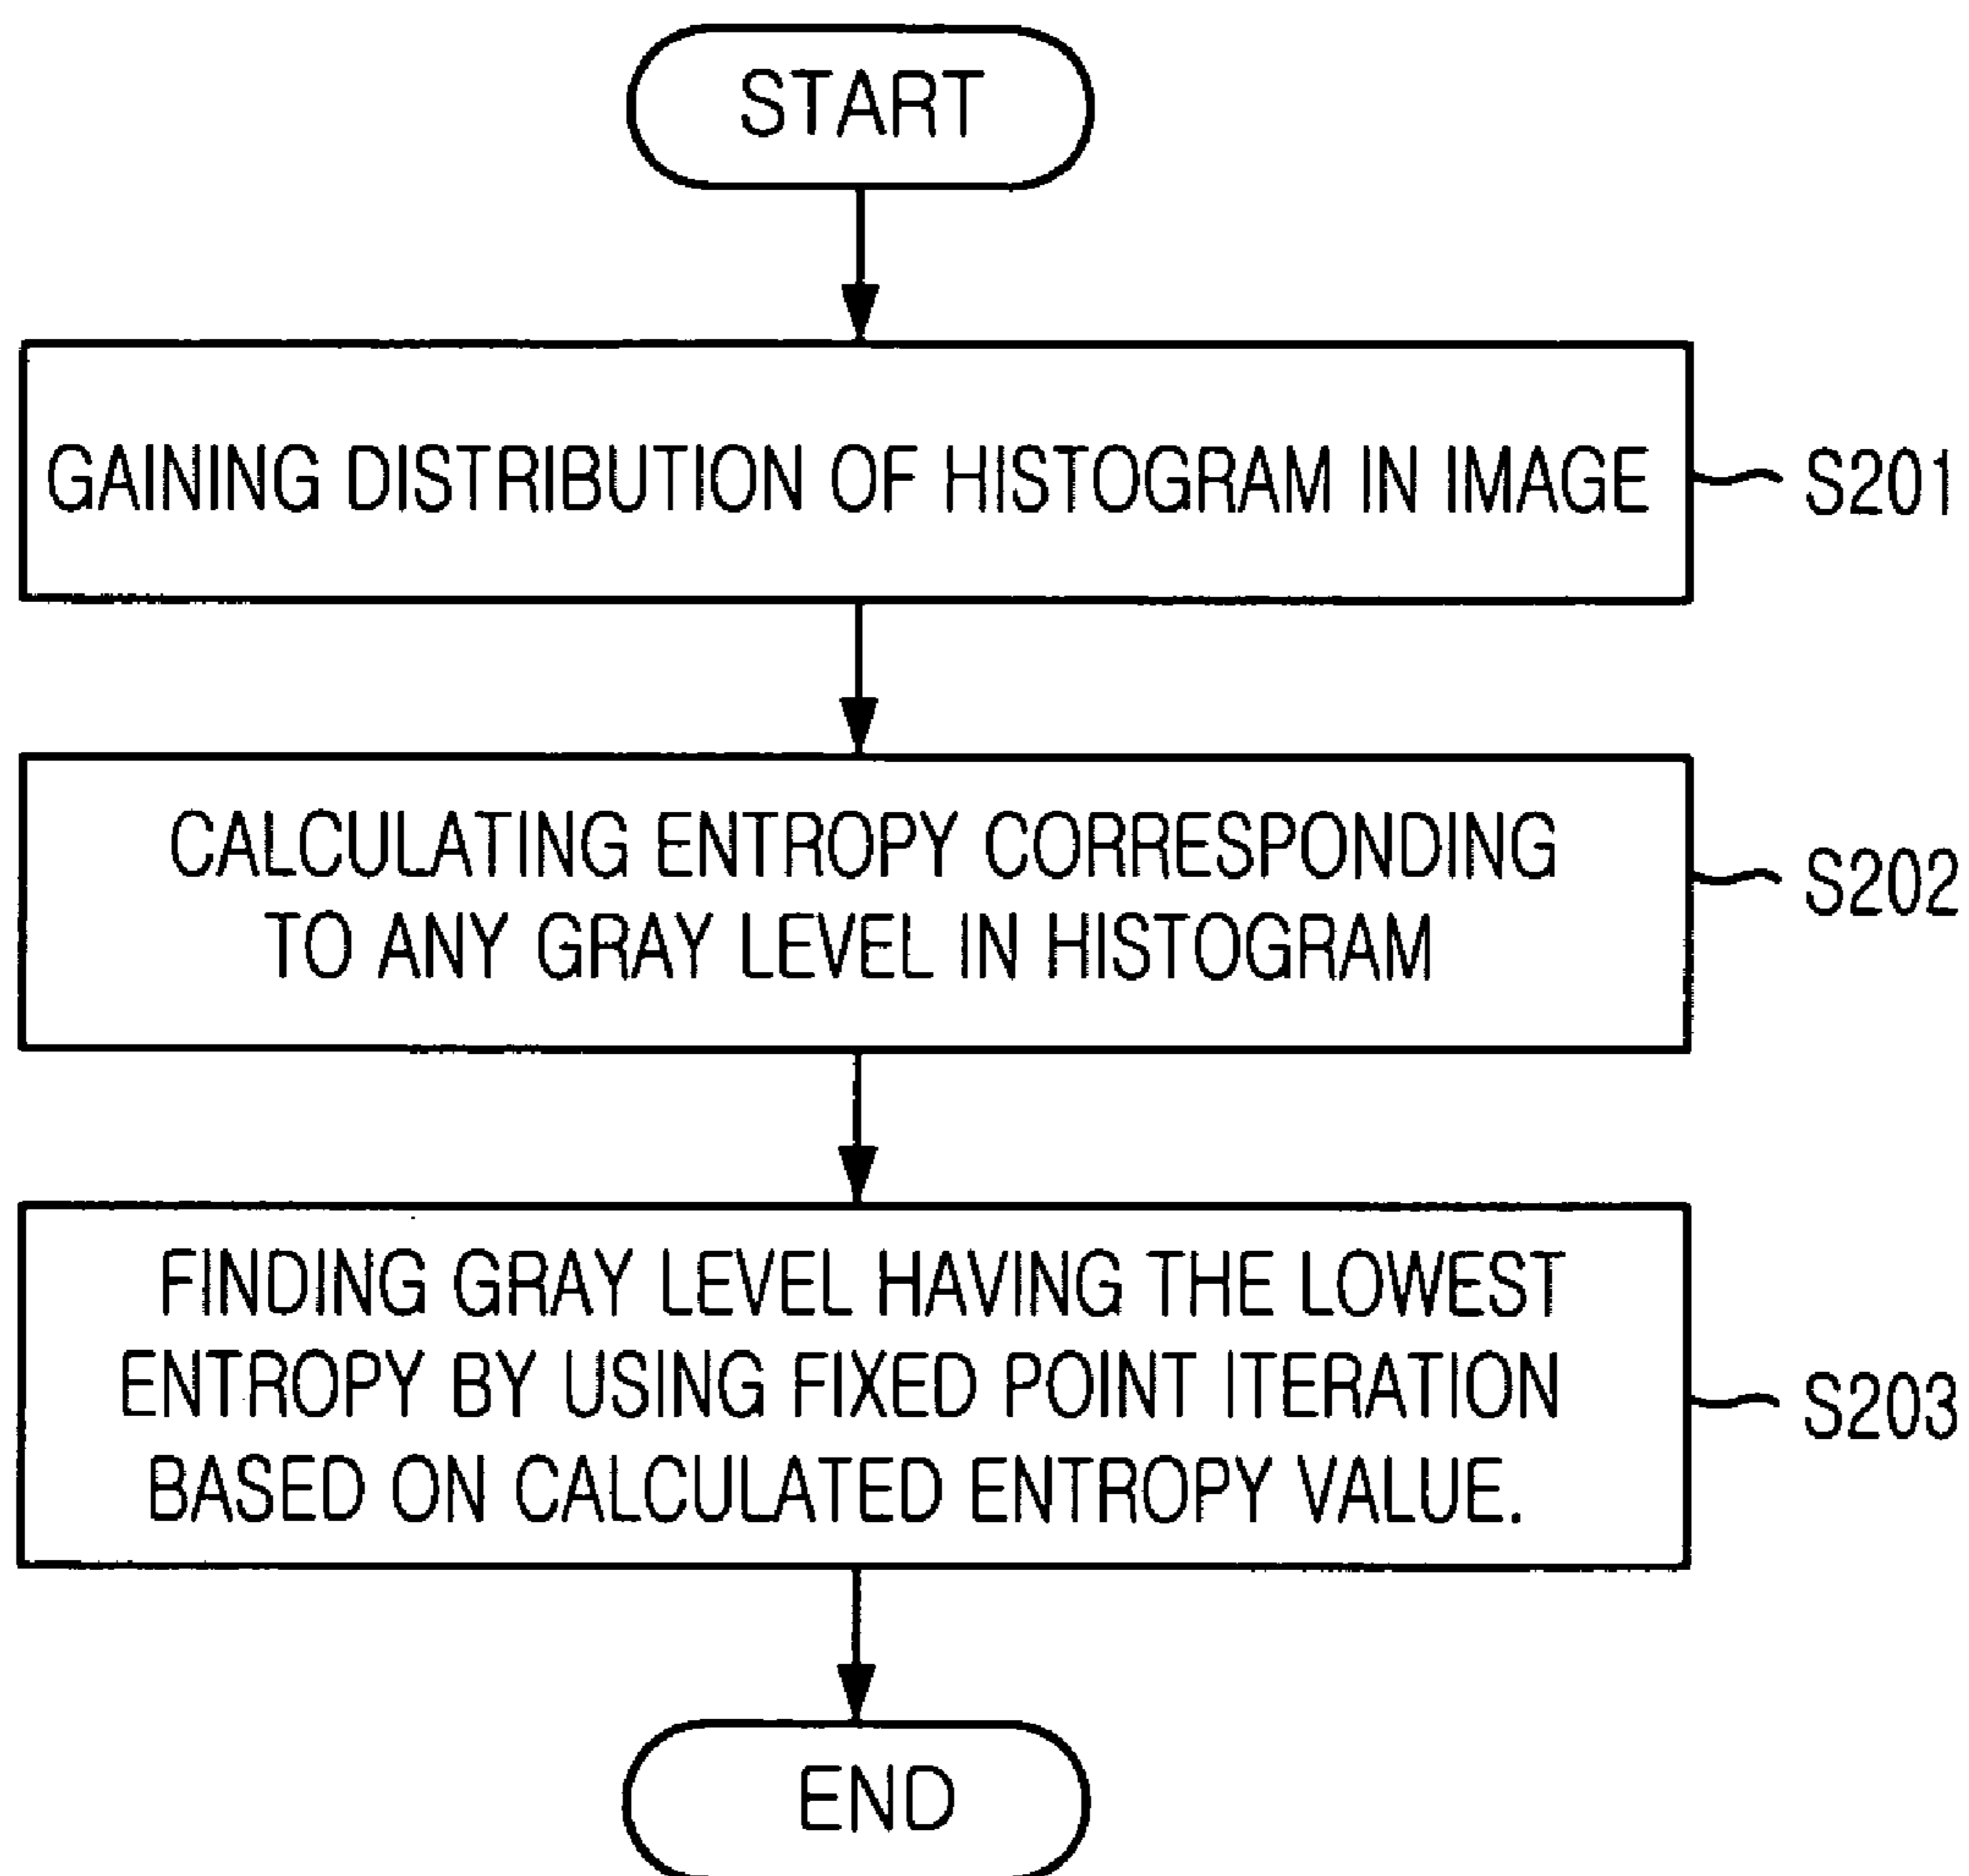 START
GAINING DISTRIBUTION OF HISTOGRAM IN IMAGE
S201
CALCULATING ENTROPY CORRESPONDING
TO ANY GRAY LEVEL IN HISTOGRAM
S202
FINDING GRAY LEVEL HAVING THE LOWEST
ENTROPY BY USING FIXED POINT ITERATION
BASED ON CALCULATED ENTROPY VALUE.
S203
END